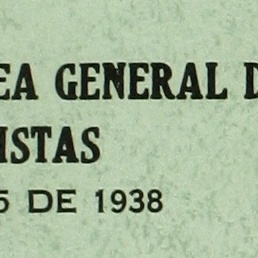 EA GENERAL D
ISTAS
5 DE 1938